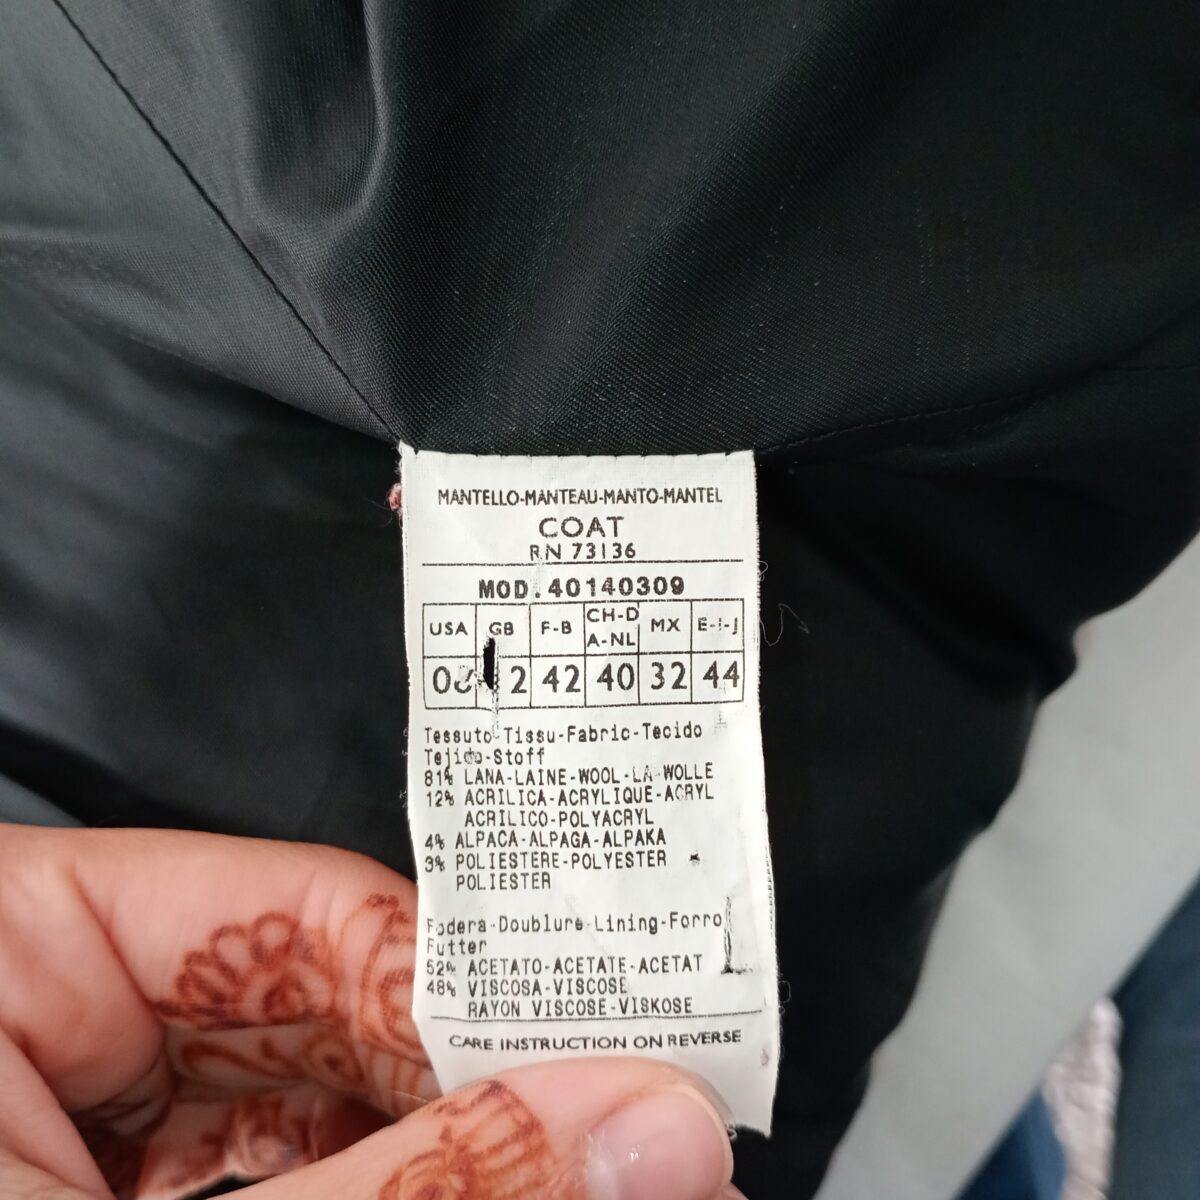 MANTELLO-MANTEAU-MANTO-MANTEL
COAT
RN 73136
MOD.40140309
USA GB F-B CH-D A-NL MX E-I-J
2 42 40 32 44
Tessuto-Tissu-Fabric-Tecido
Tejido-Stoff
81% LANA-LAINE-WOOL-LA-WOLLE
12% ACRILICA-ACRYLIQUE-ACRYL
ACRILICO-POLYACRYL
4% ALPACA-ALPAGA-ALPAKA
3% POLIESTERE-POLYESTER
POLIESTER
Fodera-Doublure-Lining-Forro
Futter
52% ACETATO-ACETATE-ACETAT
48% VISCOSA-VISCOSE
RAYON VISCOSE-VISKOSE
CARE INSTRUCTION ON REVERSE